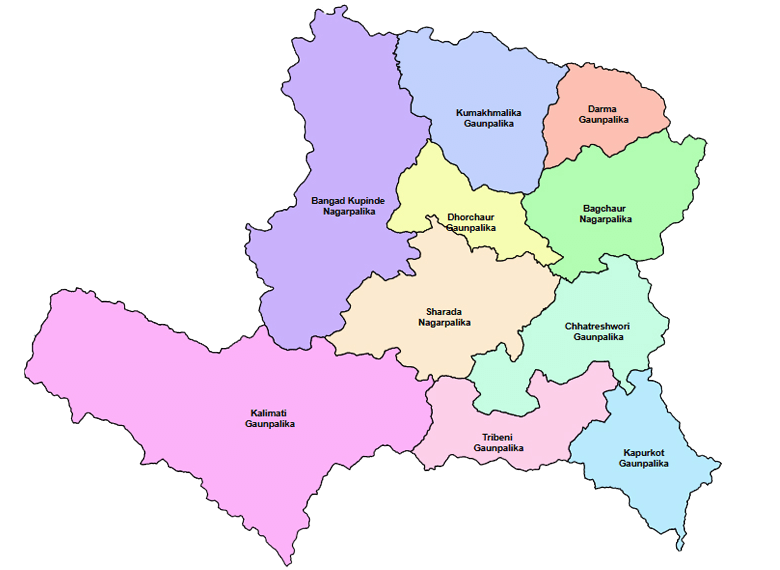 Kumakhmalika
Gaunpalika
Darma
Gaunpalika
Bangad Kupinde
Nagarpalika
Dhorchaur
Gaunpalika
Bagchaur
Nagarpalika
Sharada
Nagarpalika
Chhatreshwori
Gaunpalika
Kalimati
Gaunpalika
Tribeni
Gaunpalika
Kapurkot
Gaunpalika